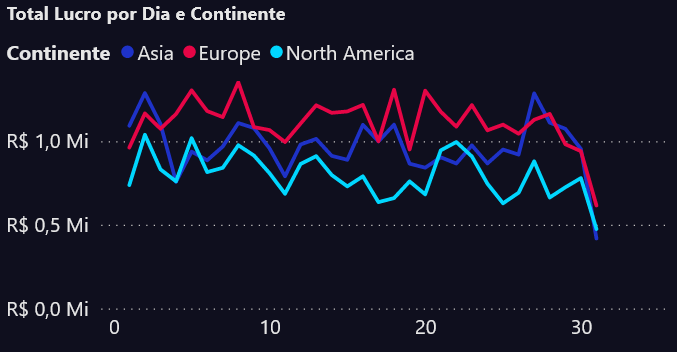 Total Lucro por Dia e Continente
Continente Asia Europe North America
R$ 1,0 Mi
R$ 0,5 Mi
R$ 0,0 Mi
0 10 20 30